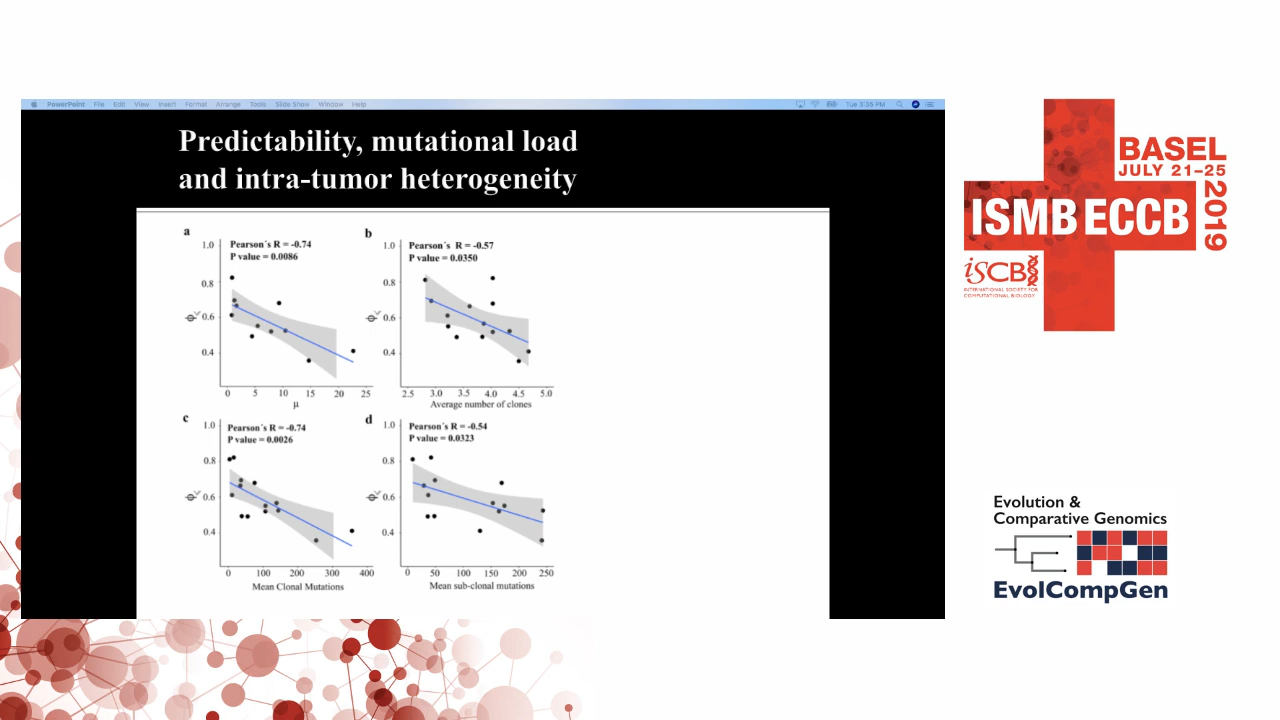 PowerPoint File Edit View Insert Format Arrange Tools Slide Show Window Help Tue 3:35 PM
Predictability, mutational load
and intra-tumor heterogeneity
a
Pearson´s R = -0.74
P value = 0.0086
1.0
0.8
0.6
0.4
0 5 10 15 20 25
μ
b
Pearson´s R = -0.57
P value = 0.0350
1.0
0.8
0.6
0.4
2.5 3.0 3.5 4.0 4.5 5.0
Average number of clones
c
Pearson´s R = -0.74
P value = 0.0026
1.0
0.8
0.6
0.4
0 100 200 300 400
Mean Clonal Mutations
d
Pearson´s R = -0.54
P value = 0.0323
1.0
0.8
0.6
0.4
0 50 100 150 200 250
Mean sub-clonal mutations
BASEL
JULY 21–25
2019
ISMB ECCB
ISCB
INTERNATIONAL SOCIETY FOR
COMPUTATIONAL BIOLOGY
Evolution &
Comparative Genomics
EvolCompGen